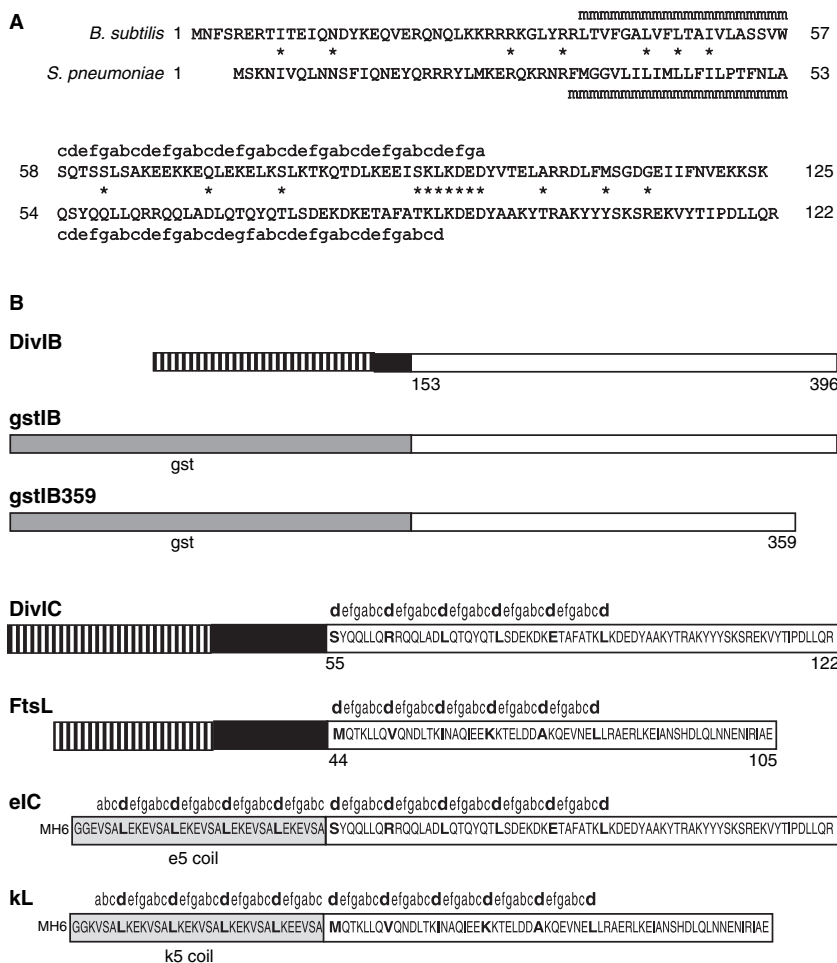 A
mmmmmmmmmmmmmmmmmmmmm
B. subtilis 1 MNFSRERTITEIQNDYKEQVERQNQLKKRRRKGLYRRLTVFGALVFLTAIVLASSVW 57
* * * * * * *
S. pneumoniae 1 MSKNIVQLNNSFIQNEYQRRRYLMKERQKRNRFMGGVLILIMLLFILPTFNLA 53
mmmmmmmmmmmmmmmmmmmmm
cdefgabcdefgabcdefgabcdefgabcdefgabcdefga
58 SQTSSLSAKEEKKEQLEKELKSLKTKQTDLKEEISKLKDEDYVTELARRDLFMSGDGEIIFNVEKKSK 125
* * * ******* * * *
54 QSYQQLLQRRQQLADLQTQYQTLSDEKDKETAFATKLKDEDYAAKYTRAKYYYSKSREKVYTIPDLLQR 122
cdefgabcdefgabcdegfabcdefgabcdefgabcd
B
DivIB
153 396
gstIB
gst
gstIB359
gst 359
DivIC
defgabcdefgabcdefgabcdefgabcdefgabcd
SYQQLLQRRQQLADLQTQYQTLSDEKDKETAFATKLKDEDYAAKYTRAKYYYSKSREKVYTIPDLLQR
55 122
FtsL
defgabcdefgabcdefgabcdefgabcdefgabcd
MQTKLLQVQNDLTKINAQIEEKKTELDDAKQEVNELLRAERLKEIANSHDLQLNNENIRIAE
44 105
eIC
abcdefgabcdefgabcdefgabcdefgabc defgabcdefgabcdefgabcdefgabcdefgabcd
MH6 GGEVSALEKEVSALEKEVSALEKEVSALEKEVSA SYQQLLQRRQQLADLQTQYQTLSDEKDKETAFATKLKDEDYAAKYTRAKYYYSKSREKVYTIPDLLQR
e5 coil
kL
abcdefgabcdefgabcdefgabcdefgabc defgabcdefgabcdefgabcdefgabcdefgabcd
MH6 GGKVSALKEKVSALKEKVSALKEKVSALKEEVSA MQTKLLQVQNDLTKINAQIEEKKTELDDAKQEVNELLRAERLKEIANSHDLQLNNENIRIAE
k5 coil